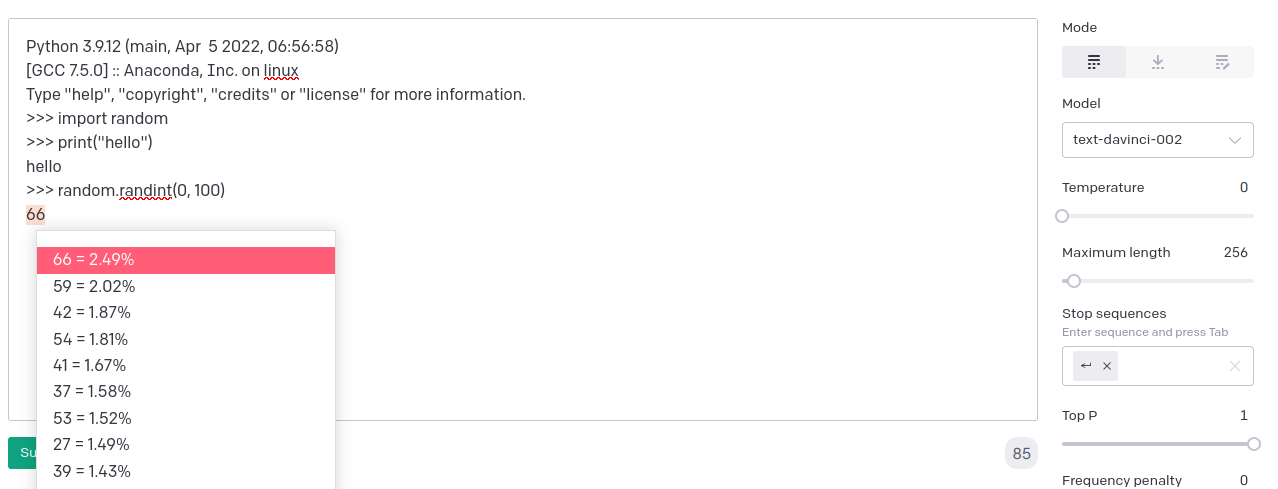 Python 3.9.12 (main, Apr  5 2022, 06:56:58)
[GCC 7.5.0] :: Anaconda, Inc. on linux
Type "help", "copyright", "credits" or "license" for more information.
>>> import random
>>> print("hello")
hello
>>> random.randint(0, 100)
66
66 = 2.49%
59 = 2.02%
42 = 1.87%
54 = 1.81%
41 = 1.67%
37 = 1.58%
53 = 1.52%
27 = 1.49%
39 = 1.43%
Su
85
Mode
Model
text-davinci-002
Temperature 0
Maximum length 256
Stop sequences
Enter sequence and press Tab
↵ ×
Top P 1
Frequency penalty 0